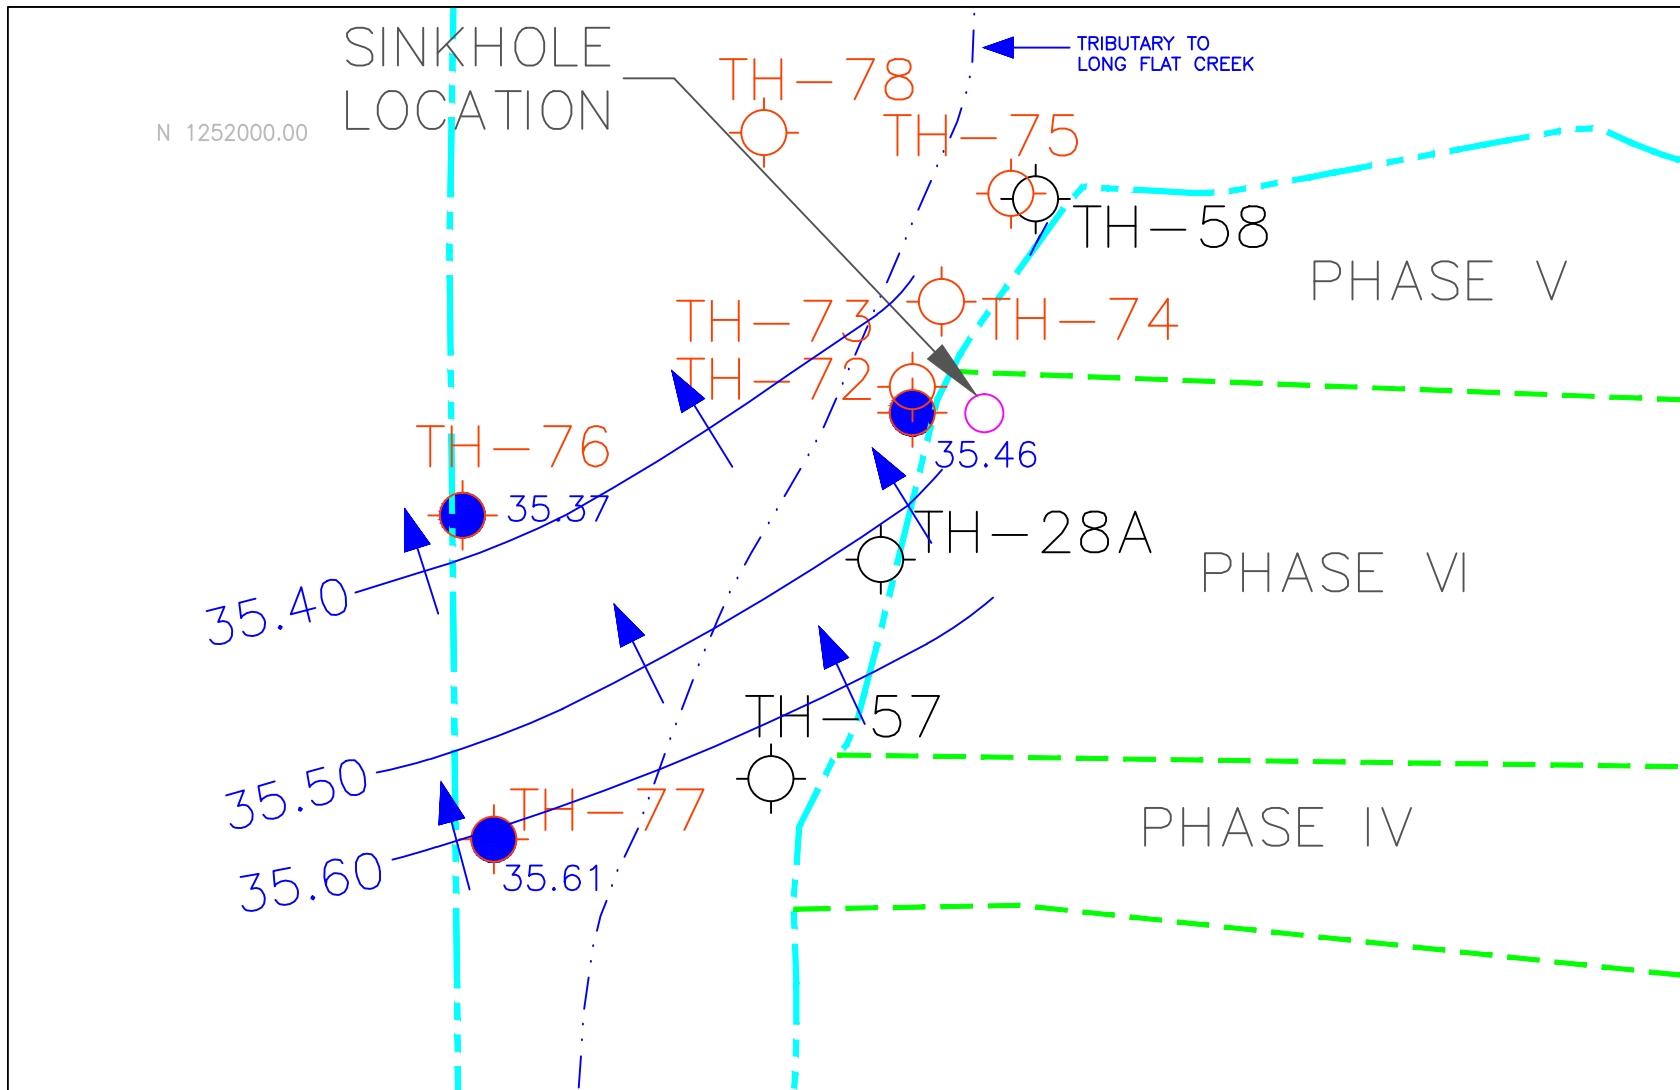 SINKHOLE
LOCATION
N 1252000.00
TRIBUTARY TO
LONG FLAT CREEK
TH-78
TH-75
TH-58
PHASE V
TH-73
TH-74
TH-72
35.46
TH-76
35.37
TH-28A
PHASE VI
35.40
TH-57
35.50
TH-77
PHASE IV
35.60
35.61